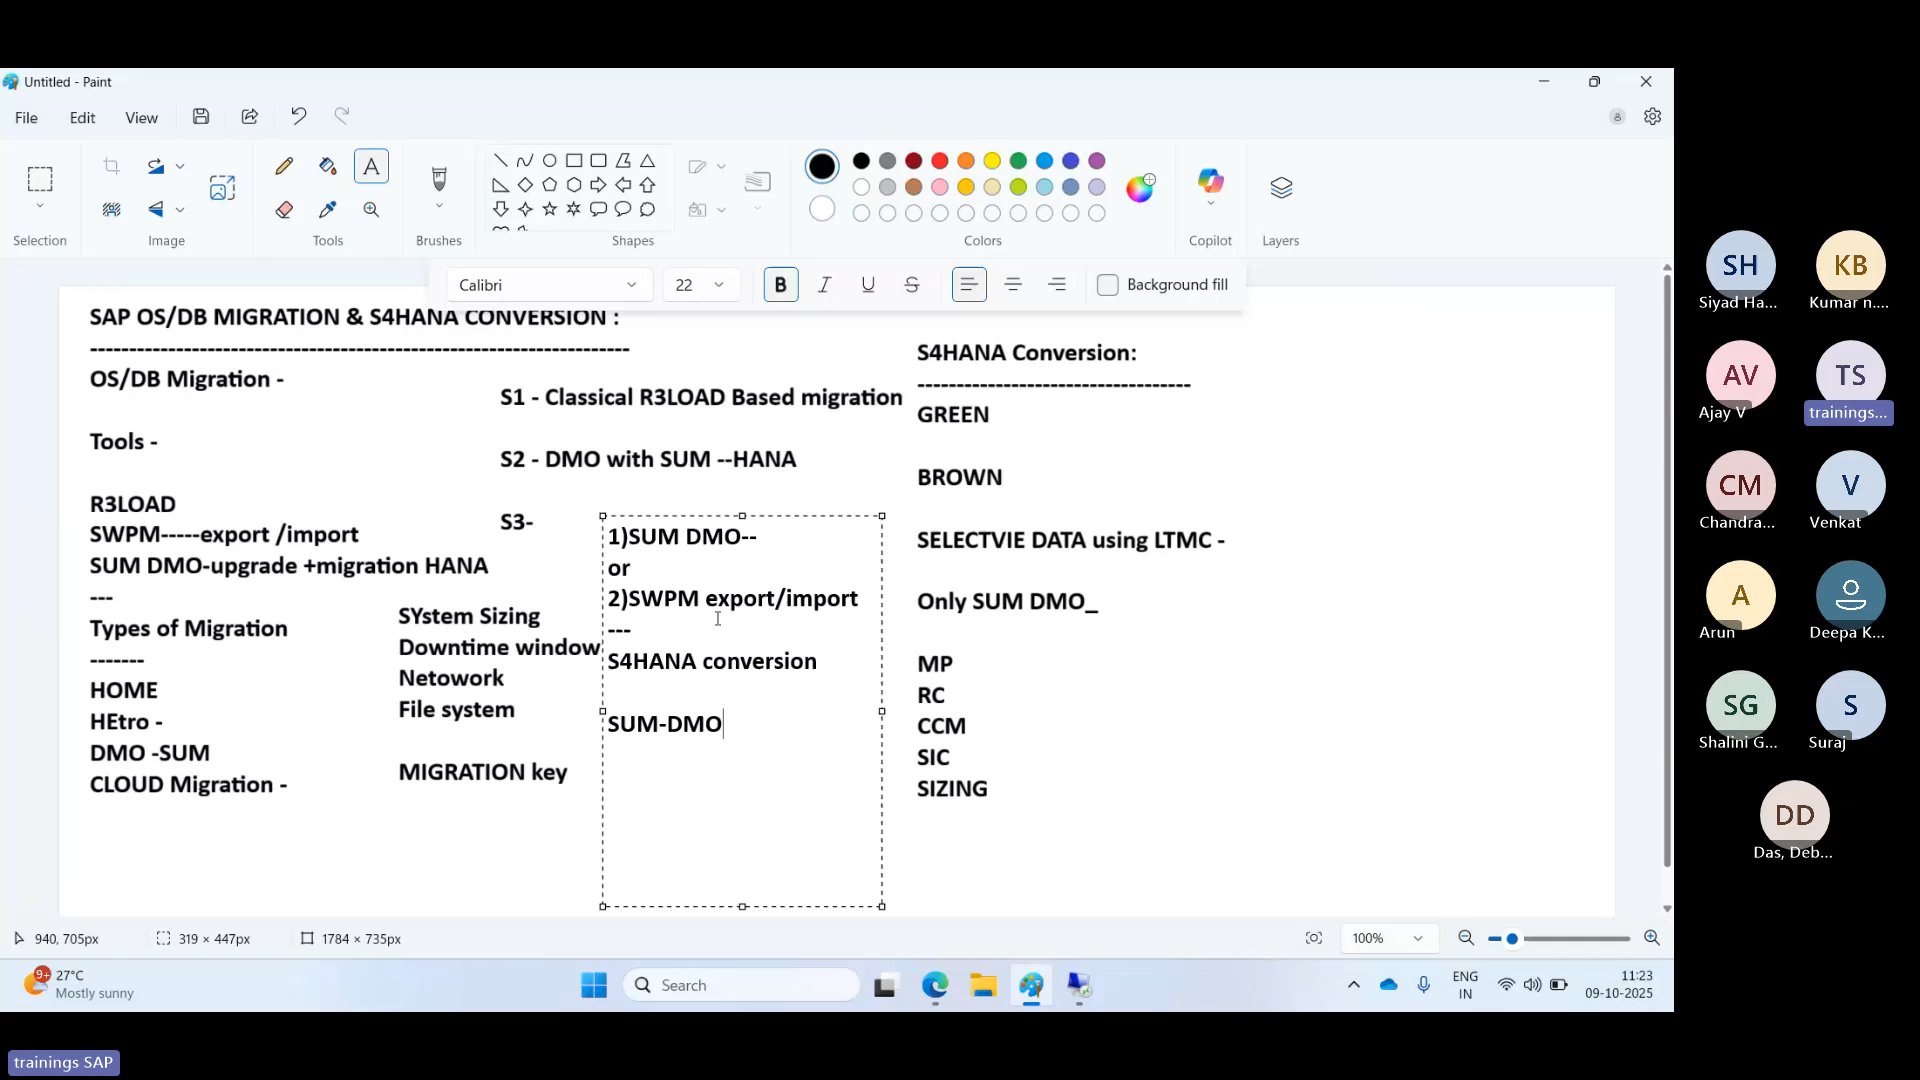 Untitled - Paint
File
Edit
View
Selection
Image
Tools
Brushes
Shapes
Colors
Copilot
Layers
Calibri
22
B
I
U
S
Background fill
SAP OS/DB MIGRATION & S4HANA CONVERSION :
---------------------------------------------------------------------
OS/DB Migration -
Tools -
R3LOAD
SWPM-----export /import
SUM DMO-upgrade +migration HANA
---
Types of Migration
-------
HOME
HEtro -
DMO -SUM
CLOUD Migration -
SYstem Sizing
Downtime window
Netowork
File system
MIGRATION key
S1 - Classical R3LOAD Based migration
S2 - DMO with SUM --HANA
S3-
1)SUM DMO--
or
2)SWPM export/import
---
S4HANA conversion
SUM-DMO
S4HANA Conversion:
-----------------------------------
GREEN
BROWN
SELECTVIE DATA using LTMC -
Only SUM DMO_
MP
RC
CCM
SIC
SIZING
940, 705px
319 × 447px
1784 × 735px
100%
9+
27°C
Mostly sunny
Search
ENG
IN
11:23
09-10-2025
SH
Siyad Ha...
KB
Kumar n....
AV
Ajay V
TS
trainings...
CM
Chandra...
V
Venkat
A
Arun
Deepa K...
SG
Shalini G...
S
Suraj
DD
Das, Deb...
trainings SAP